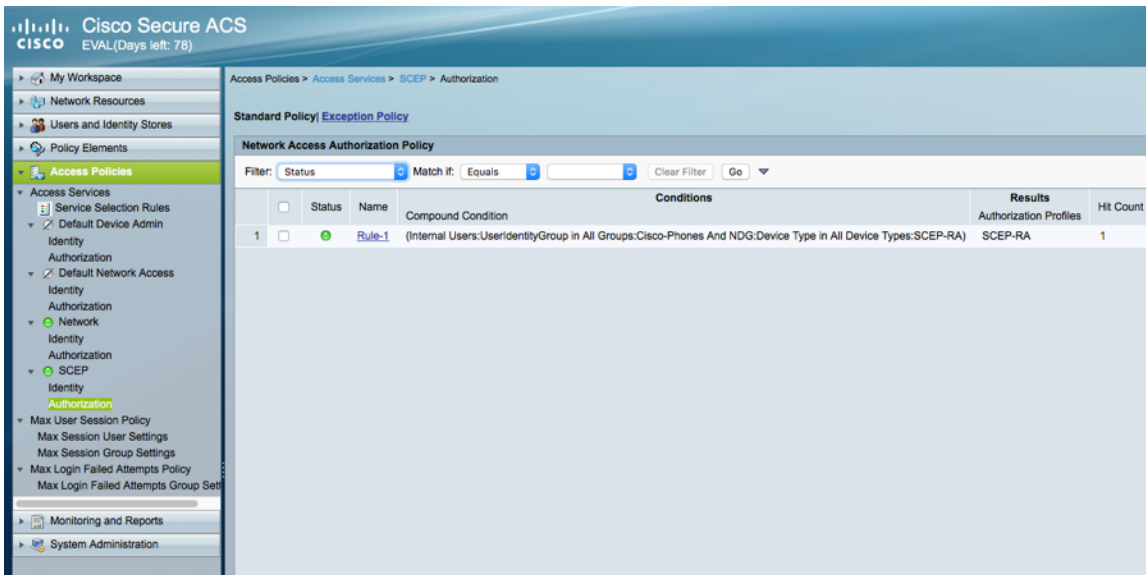 Cisco Secure ACS
CISCO EVAL(Days left: 78)
My Workspace
Network Resources
Users and Identity Stores
Policy Elements
Access Policies
Access Services
Service Selection Rules
Default Device Admin
Identity
Authorization
Default Network Access
Identity
Authorization
Network
Identity
Authorization
SCEP
Identity
Authorization
Max User Session Policy
Max Session User Settings
Max Session Group Settings
Max Login Failed Attempts Policy
Max Login Failed Attempts Group Sett
Monitoring and Reports
System Administration
Access Policies > Access Services > SCEP > Authorization
Standard Policy| Exception Policy
Network Access Authorization Policy
Filter: Status Match if: Equals Clear Filter Go
Status Name Conditions Results Hit Count
Compound Condition Authorization Profiles
1 Rule-1 (Internal Users:UserIdentityGroup in All Groups:Cisco-Phones And NDG:Device Type in All Device Types:SCEP-RA) SCEP-RA 1